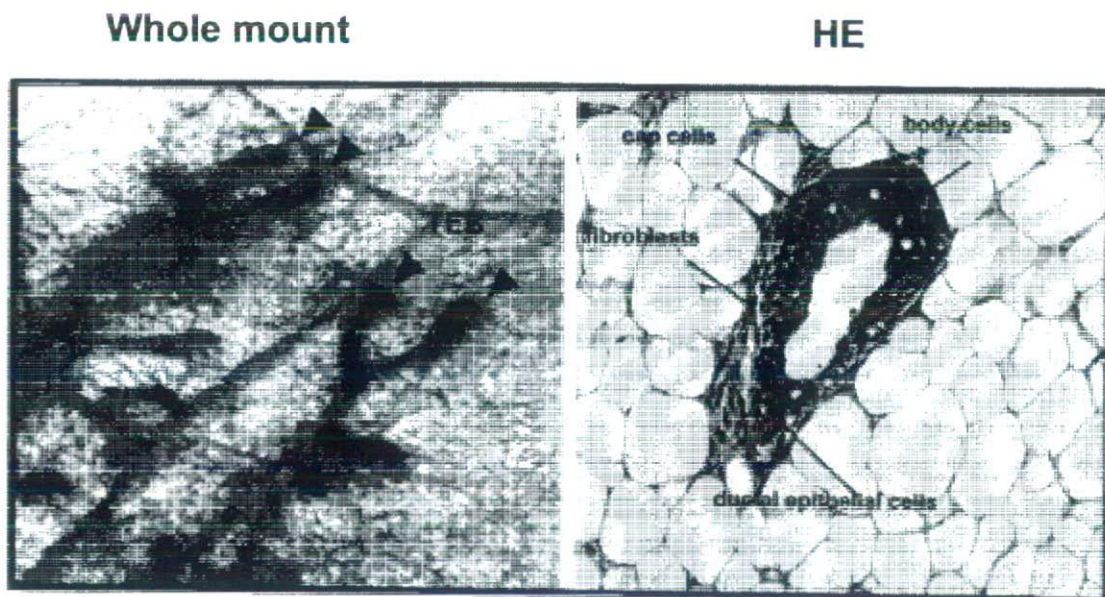 Whole mount
HE
TEB
cap cells
body cells
fibroblasts
ductal epithelial cells